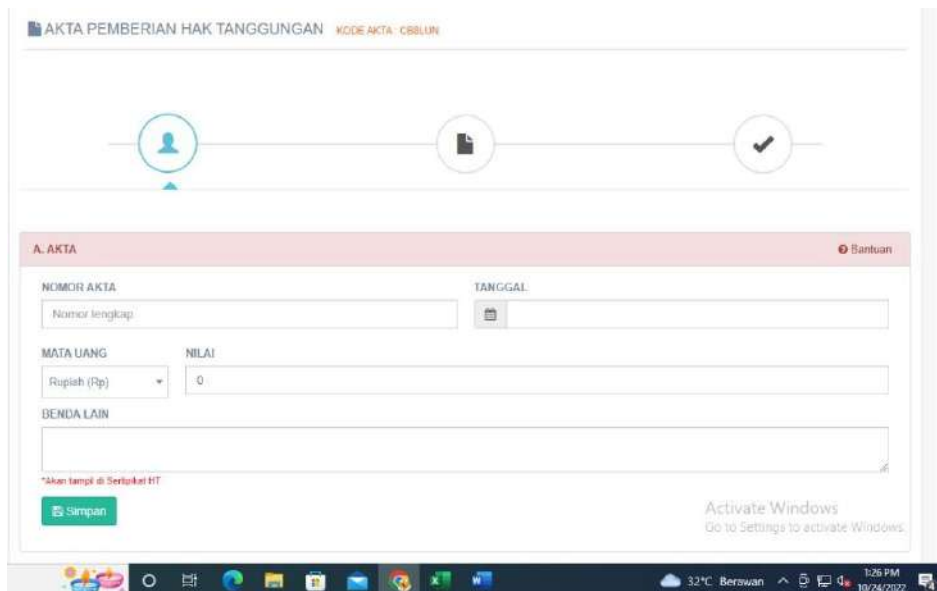 AKTA PEMBERIAN HAK TANGGUNGAN KODE AKTA : CBBLUN
A. AKTA Bantuan
NOMOR AKTA TANGGAL
Nomor lengkap
MATA UANG NILAI
Rupiah (Rp) 0
BENDA LAIN
*Akan tampil di Sertipikat HT
Simpan
Activate Windows
Go to Settings to activate Windows.
32°C Berawan 1:26 PM
10/24/2022